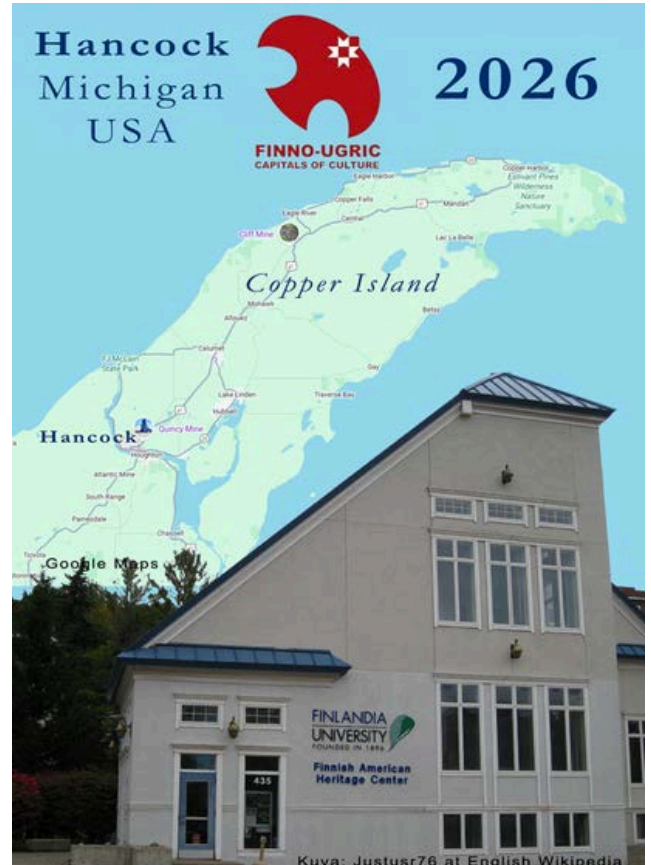 Hancock
Michigan
USA
2026
FINNO-UGRIC
CAPITALS OF CULTURE
Copper Harbor
Estivant Pines
Wilderness
Nature
Sanctuary
Eagle Harbor
Copper Falls
Eagle River
Central
Mandan
Cliff Mine
Lac La Belle
Copper Island
Mohawk
Betsy
Allouez
Gay
Calumet
FJ McLain
State Park
Lake Linden
Traverse Bay
Hubbell
Hancock
Quincy Mine
Houghton
Atlantic Mine
South Range
Painesdale
Chassell
Toivola
Google Maps
FINLANDIA
UNIVERSITY
FOUNDED IN 1896
Finnish American
Heritage Center
435
Kuva: Justusr76 at English Wikipedia